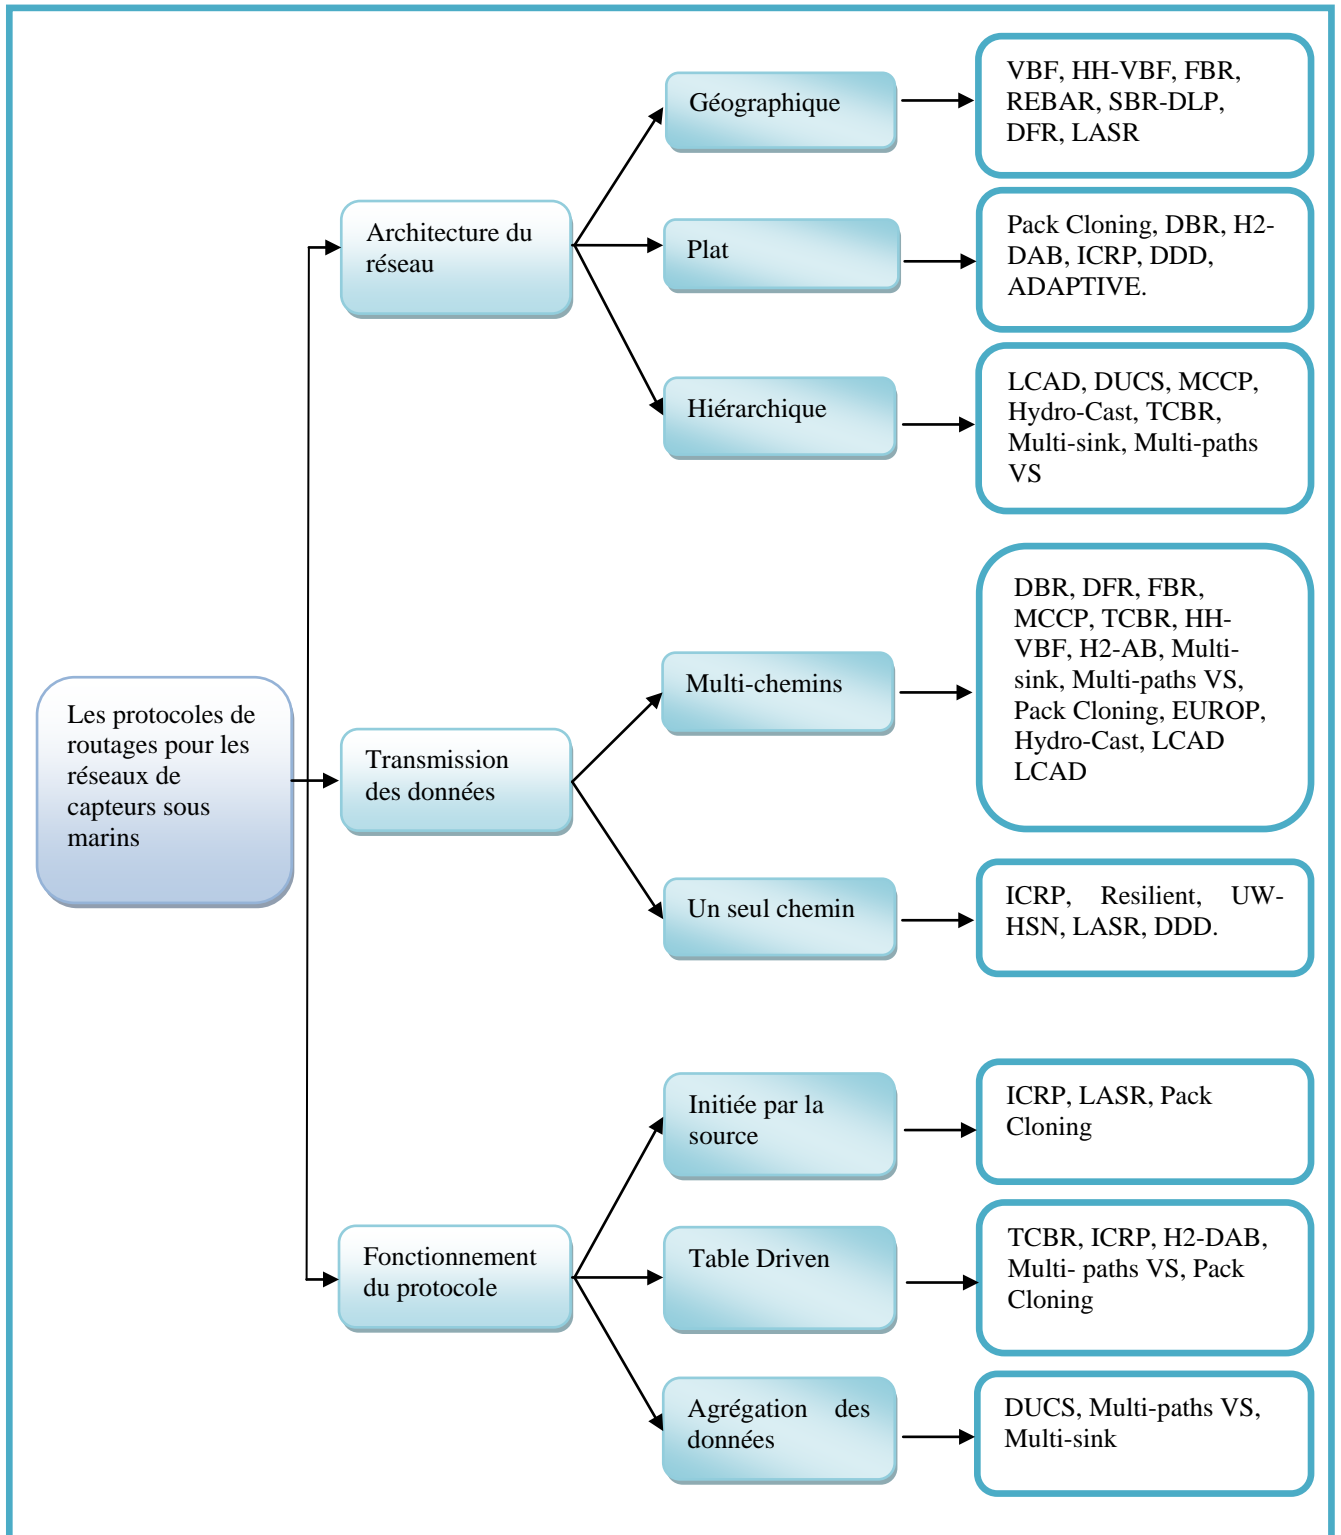 Les protocoles de
routages pour les
réseaux de
capteurs sous
marins
Architecture du
réseau
Géographique
VBF, HH-VBF, FBR,
REBAR, SBR-DLP,
DFR, LASR
Plat
Pack Cloning, DBR, H2-
DAB, ICRP, DDD,
ADAPTIVE.
Hiérarchique
LCAD, DUCS, MCCP,
Hydro-Cast, TCBR,
Multi-sink, Multi-paths
VS
Transmission
des données
Multi-chemins
DBR, DFR, FBR,
MCCP, TCBR, HH-
VBF, H2-AB, Multi-
sink, Multi-paths VS,
Pack Cloning, EUROP,
Hydro-Cast, LCAD
LCAD
Un seul chemin
ICRP, Resilient, UW-
HSN, LASR, DDD.
Fonctionnement
du protocole
Initiée par la
source
ICRP, LASR, Pack
Cloning
Table Driven
TCBR, ICRP, H2-DAB,
Multi- paths VS, Pack
Cloning
Agrégation des
données
DUCS, Multi-paths VS,
Multi-sink